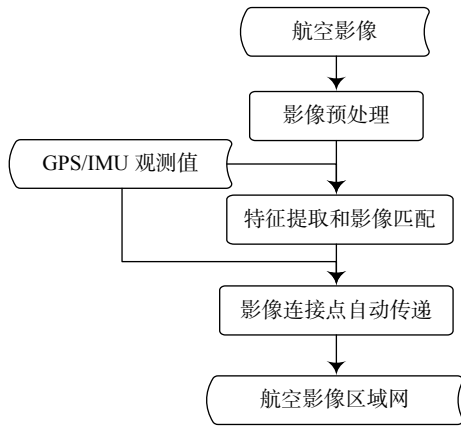 航空影像
影像预处理
GPS/IMU 观测值
特征提取和影像匹配
影像连接点自动传递
航空影像区域网